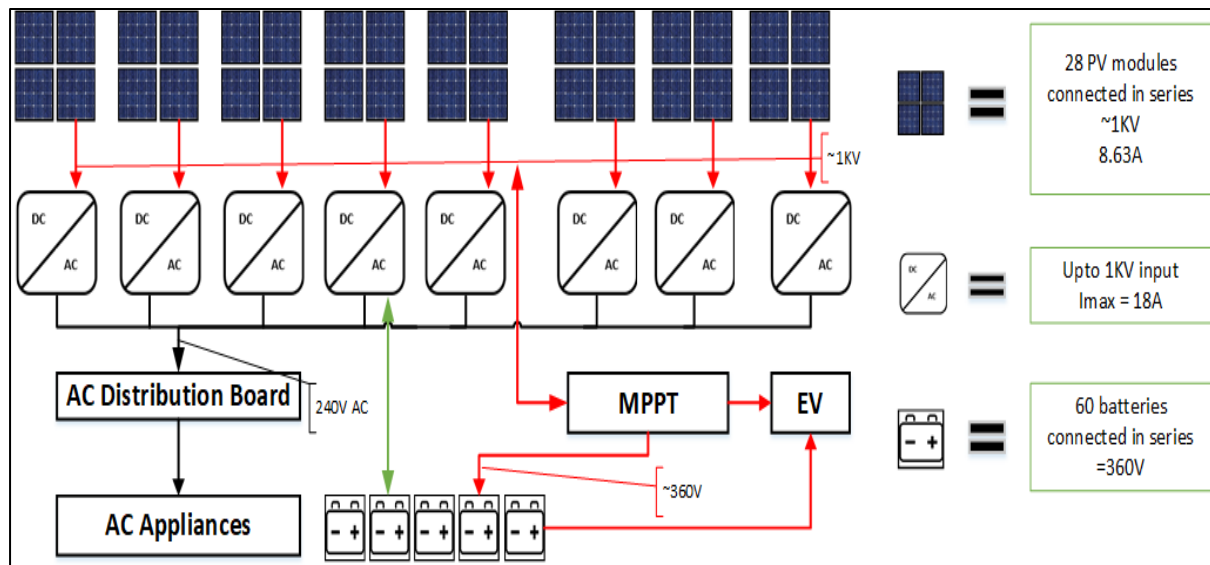 28 PV modules
connected in series
~1KV
8.63A
~1KV
DC
AC
DC
AC
DC
AC
DC
AC
DC
AC
DC
AC
DC
AC
DC
AC
DC
AC
Upto 1KV input
Imax = 18A
AC Distribution Board
240V AC
MPPT
EV
60 batteries
connected in series
=360V
~360V
AC Appliances
- +
- +
- +
- +
- +
- +